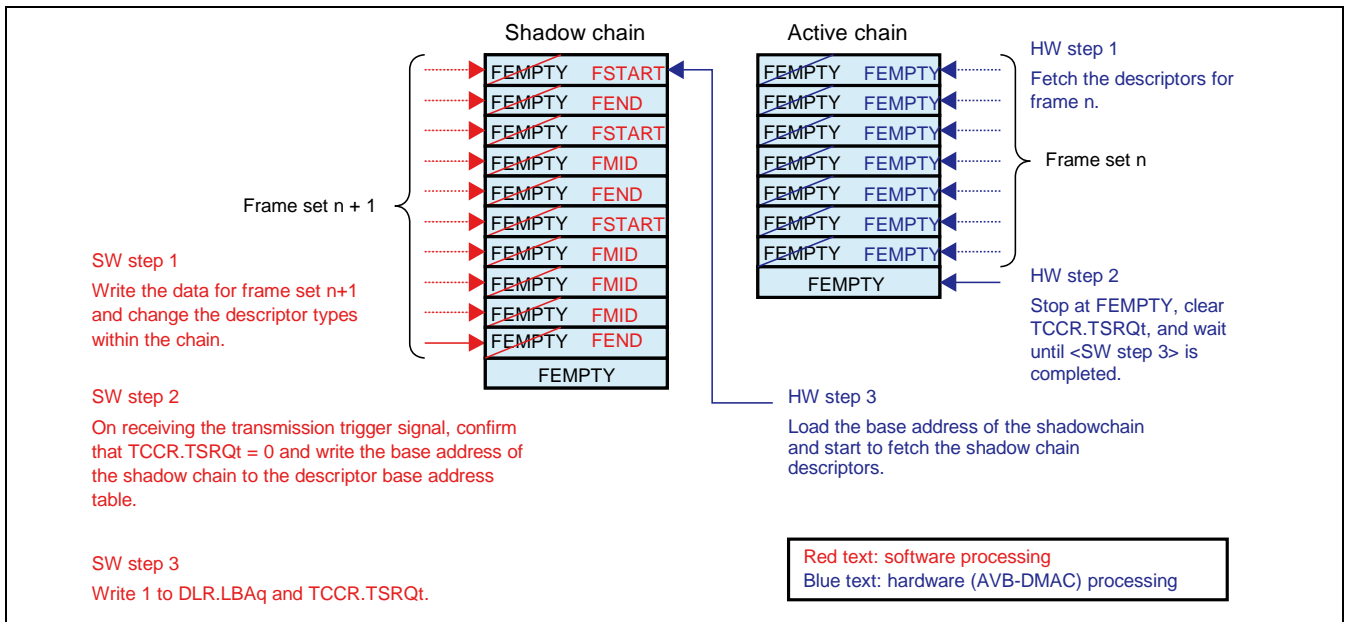 Shadow chain
Active chain
FEMPTY FSTART
FEMPTY FEND
FEMPTY FSTART
FEMPTY FMID
FEMPTY FEND
FEMPTY FSTART
FEMPTY FMID
FEMPTY FMID
FEMPTY FMID
FEMPTY FEND
FEMPTY
Frame set n + 1
FEMPTY FEMPTY
FEMPTY FEMPTY
FEMPTY FEMPTY
FEMPTY FEMPTY
FEMPTY FEMPTY
FEMPTY FEMPTY
FEMPTY FEMPTY
FEMPTY
HW step 1
Fetch the descriptors for
frame n.
Frame set n
SW step 1
Write the data for frame set n+1
and change the descriptor types
within the chain.
HW step 2
Stop at FEMPTY, clear
TCCR.TSRQt, and wait
until <SW step 3> is
completed.
SW step 2
On receiving the transmission trigger signal, confirm
that TCCR.TSRQt = 0 and write the base address of
the shadow chain to the descriptor base address
table.
HW step 3
Load the base address of the shadowchain
and start to fetch the shadow chain
descriptors.
SW step 3
Write 1 to DLR.LBAq and TCCR.TSRQt.
Red text: software processing
Blue text: hardware (AVB-DMAC) processing